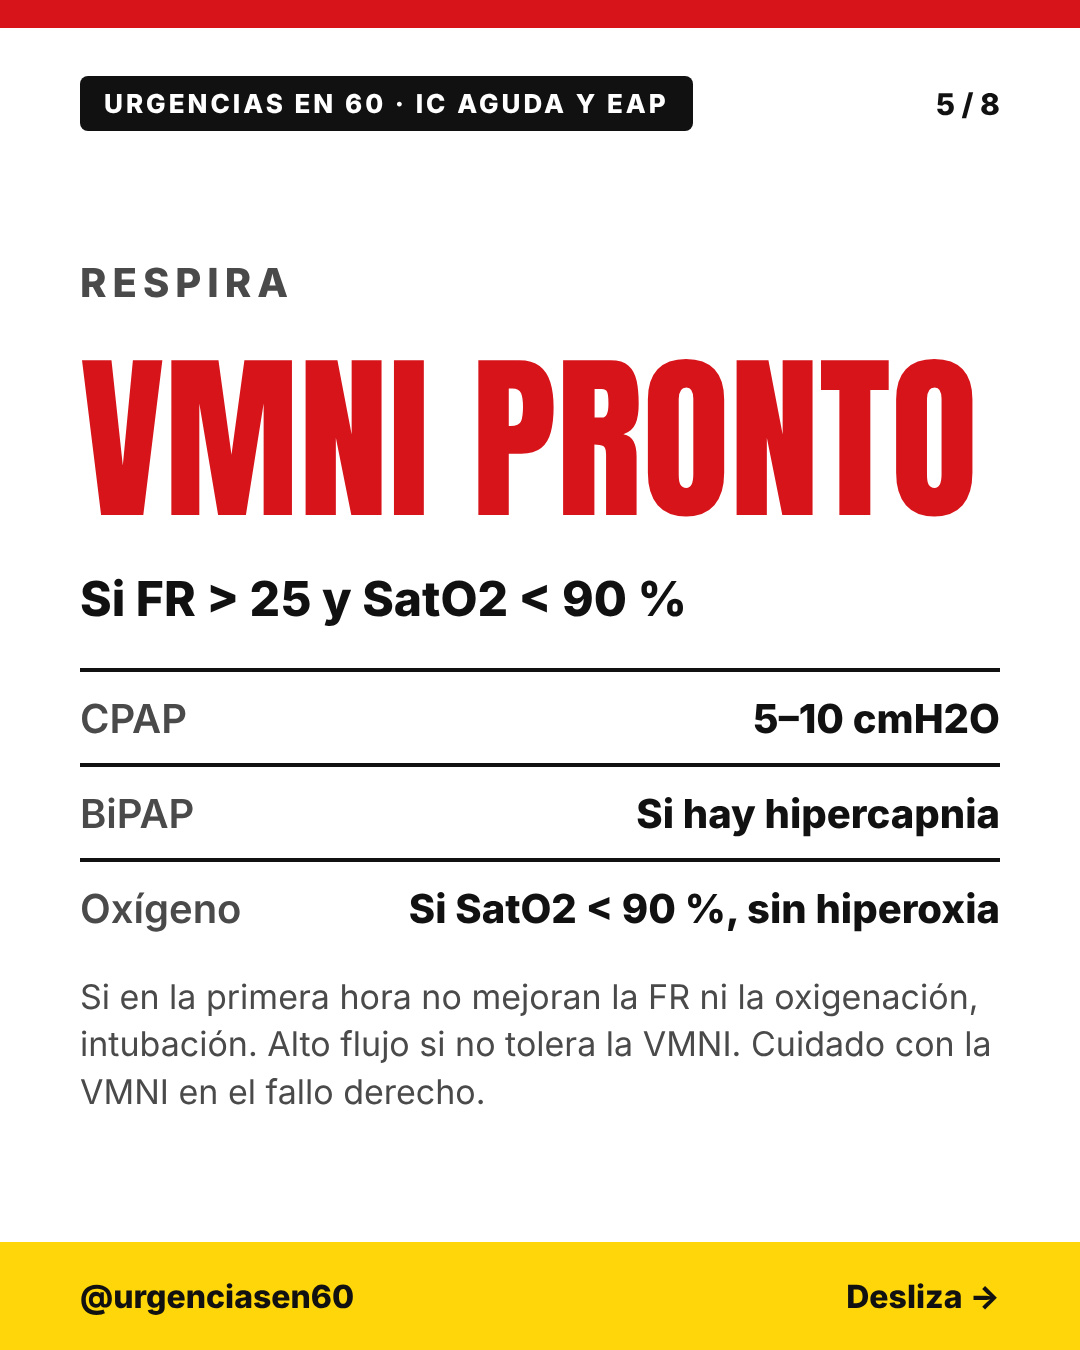 URGENCIAS EN 60 · IC AGUDA Y EAP
5 / 8
RESPIRA
VMNI PRONTO
Si FR > 25 y SatO2 < 90 %
CPAP 5–10 cmH2O
BiPAP Si hay hipercapnia
Oxígeno Si SatO2 < 90 %, sin hiperoxia
Si en la primera hora no mejoran la FR ni la oxigenación,
intubación. Alto flujo si no tolera la VMNI. Cuidado con la
VMNI en el fallo derecho.
@urgenciasen60
Desliza →